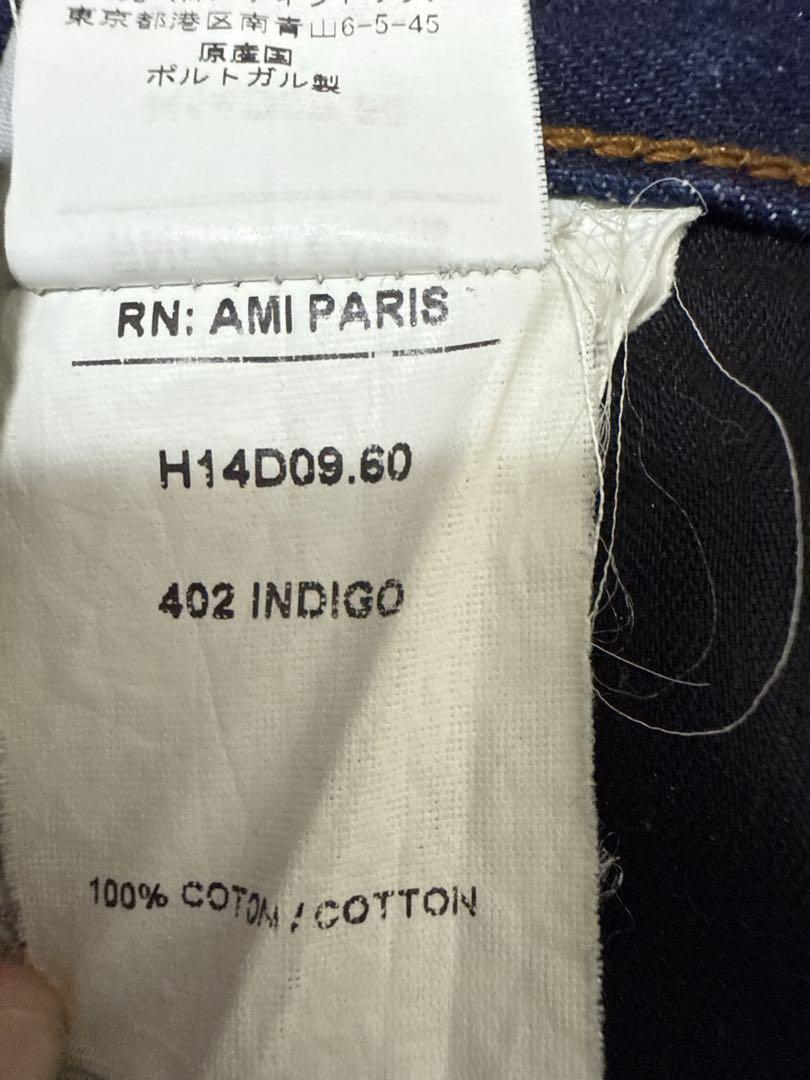 東京都港区南青山6-5-45
原産国
ポルトガル製
RN: AMI PARIS
H14D09.60
402 INDIGO
100% COTON / COTTON